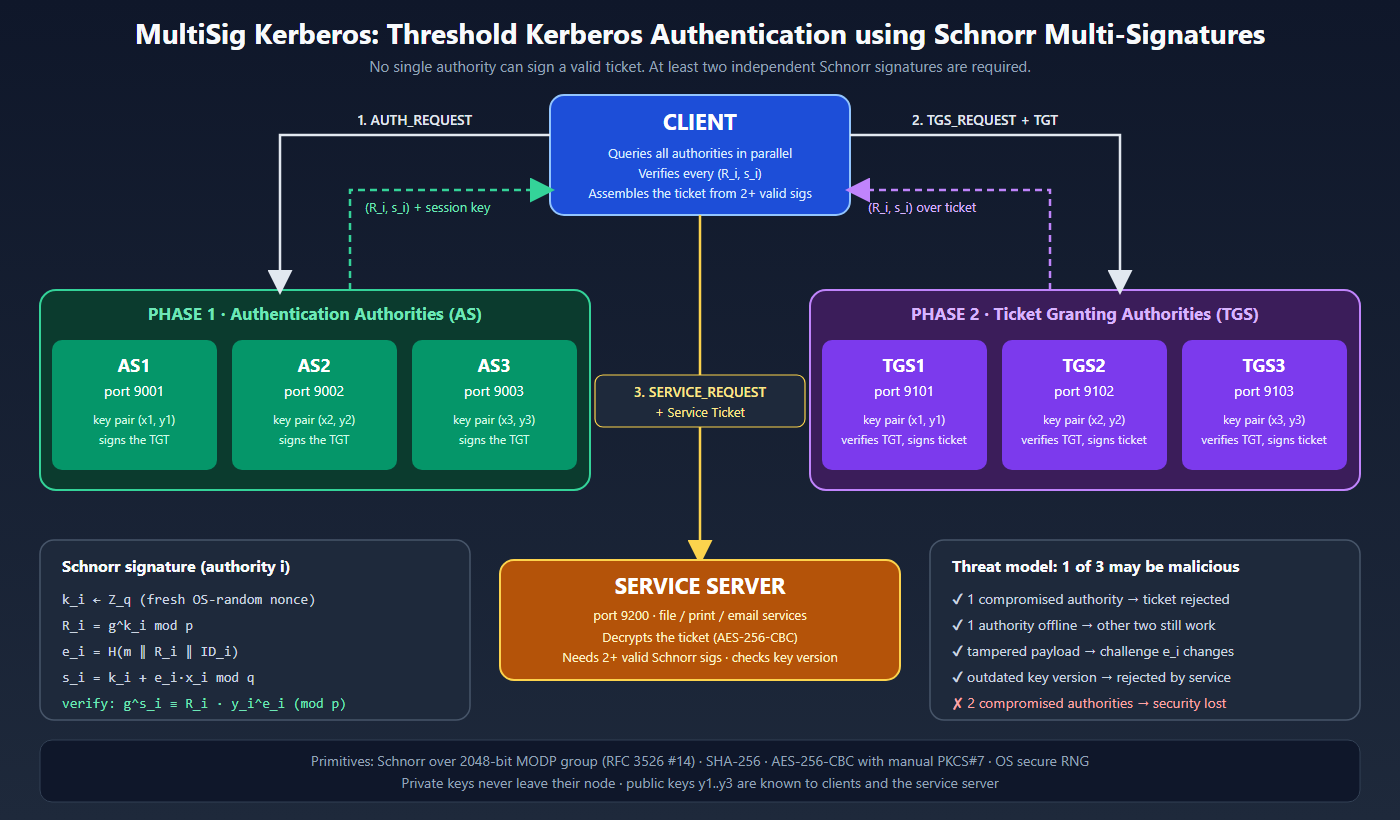 MultiSig Kerberos: Threshold Kerberos Authentication using Schnorr Multi-Signatures
No single authority can sign a valid ticket. At least two independent Schnorr signatures are required.
1. AUTH_REQUEST
CLIENT
Queries all authorities in parallel
Verifies every (R_i, s_i)
Assembles the ticket from 2+ valid sigs
2. TGS_REQUEST + TGT
(R_i, s_i) + session key
(R_i, s_i) over ticket
PHASE 1 · Authentication Authorities (AS)
AS1
port 9001
key pair (x1, y1)
signs the TGT
AS2
port 9002
key pair (x2, y2)
signs the TGT
AS3
port 9003
key pair (x3, y3)
signs the TGT
3. SERVICE_REQUEST
+ Service Ticket
PHASE 2 · Ticket Granting Authorities (TGS)
TGS1
port 9101
key pair (x1, y1)
verifies TGT, signs ticket
TGS2
port 9102
key pair (x2, y2)
verifies TGT, signs ticket
TGS3
port 9103
key pair (x3, y3)
verifies TGT, signs ticket
Schnorr signature (authority i)
k_i ← Z_q (fresh OS-random nonce)
R_i = g^k_i mod p
e_i = H(m ‖ R_i ‖ ID_i)
s_i = k_i + e_i·x_i mod q
verify: g^s_i ≡ R_i · y_i^e_i (mod p)
SERVICE SERVER
port 9200 · file / print / email services
Decrypts the ticket (AES-256-CBC)
Needs 2+ valid Schnorr sigs · checks key version
Threat model: 1 of 3 may be malicious
✓ 1 compromised authority → ticket rejected
✓ 1 authority offline → other two still work
✓ tampered payload → challenge e_i changes
✓ outdated key version → rejected by service
✗ 2 compromised authorities → security lost
Primitives: Schnorr over 2048-bit MODP group (RFC 3526 #14) · SHA-256 · AES-256-CBC with manual PKCS#7 · OS secure RNG
Private keys never leave their node · public keys y1..y3 are known to clients and the service server